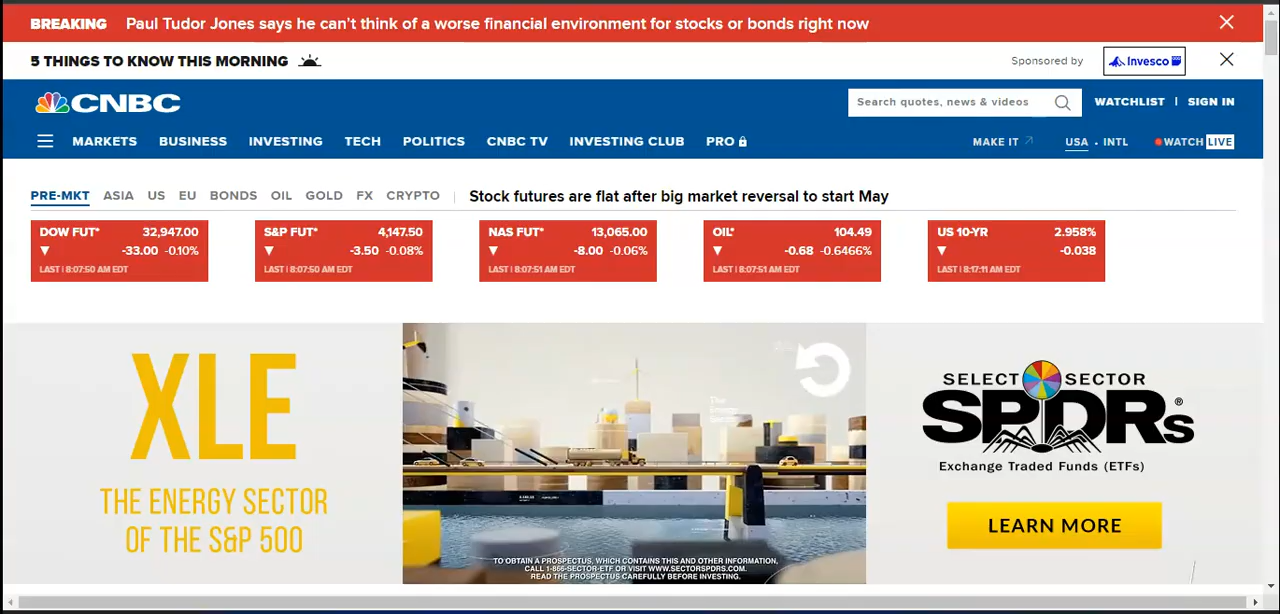 BREAKING Paul Tudor Jones says he can't think of a worse financial environment for stocks or bonds right now
5 THINGS TO KNOW THIS MORNING Sponsored by Invesco
CNBC Search quotes, news & videos WATCHLIST | SIGN IN
MARKETS BUSINESS INVESTING TECH POLITICS CNBC TV INVESTING CLUB PRO MAKE IT USA • INTL WATCH LIVE
PRE-MKT ASIA US EU BONDS OIL GOLD FX CRYPTO Stock futures are flat after big market reversal to start May
DOW FUT* 32,947.00 S&P FUT* 4,147.50 NAS FUT* 13,065.00 OIL* 104.49 US 10-YR 2.958%
-33.00 -0.10% -3.50 -0.08% -8.00 -0.06% -0.68 -0.6466% -0.038
LAST | 8:07:50 AM EDT LAST | 8:07:50 AM EDT LAST | 8:07:51 AM EDT LAST | 8:07:51 AM EDT LAST | 8:17:11 AM EDT
XLE
THE ENERGY SECTOR
OF THE S&P 500
TO OBTAIN A PROSPECTUS, WHICH CONTAINS THIS AND OTHER INFORMATION,
CALL 1-866-SECTOR-ETF OR VISIT WWW.SECTORSPDRS.COM.
READ THE PROSPECTUS CAREFULLY BEFORE INVESTING.
SELECT SECTOR
SPDRs®
Exchange Traded Funds (ETFs)
LEARN MORE